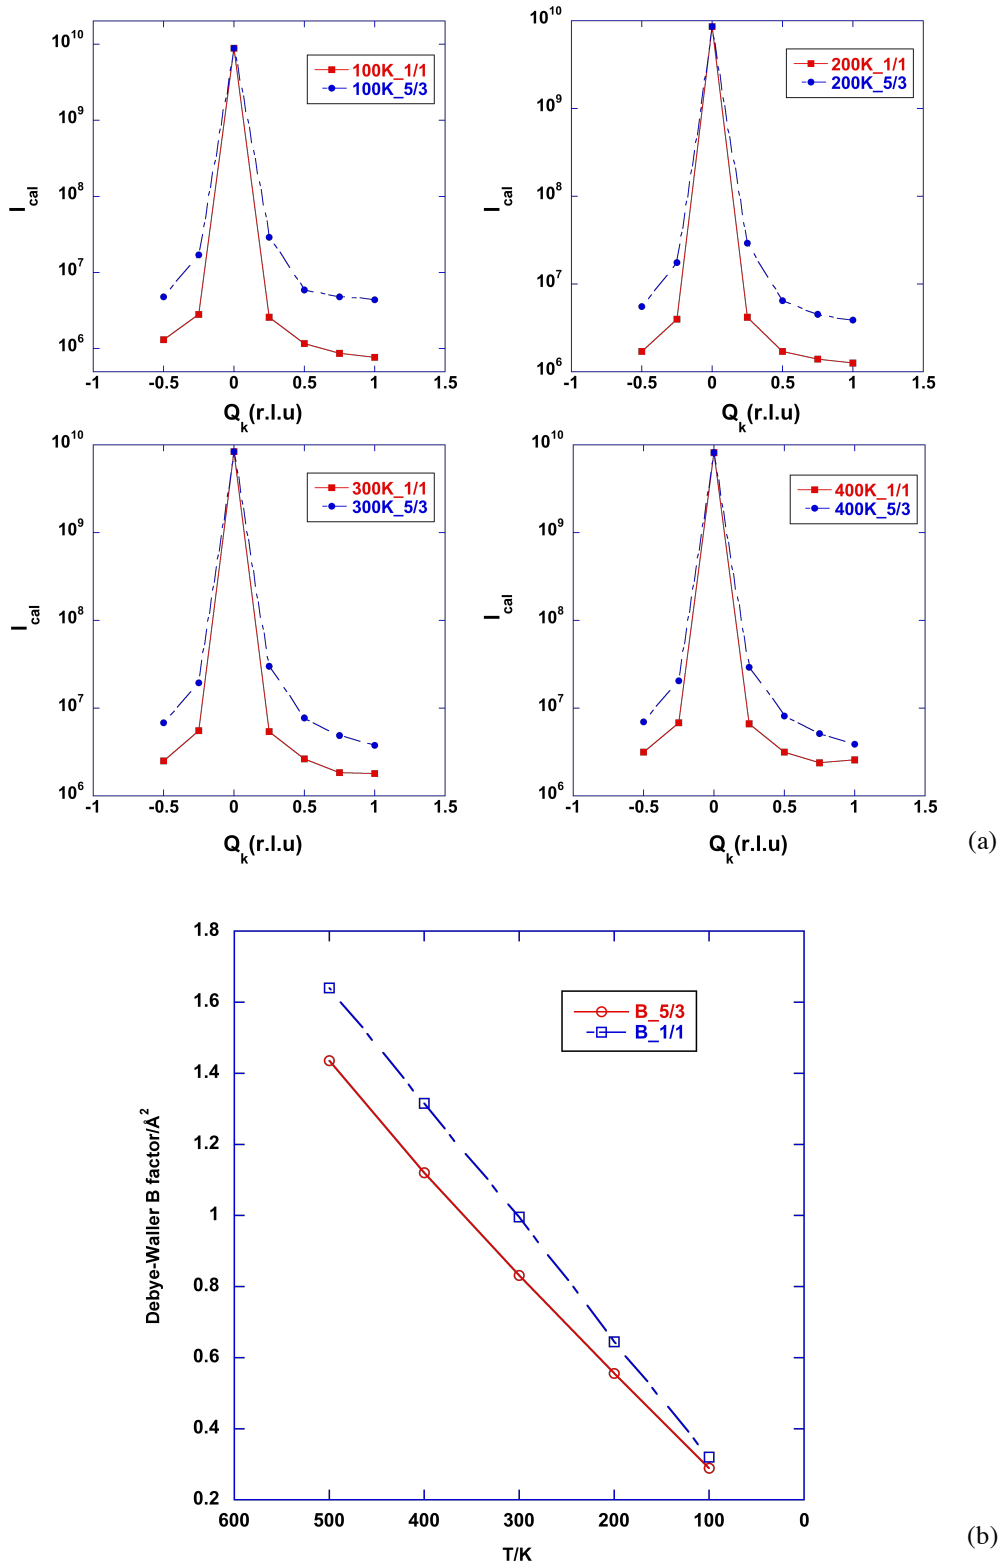 100K_1/1
100K_5/3
10^10
10^9
10^8
10^7
10^6
I_cal
-1 -0.5 0 0.5 1 1.5
Q_k(r.l.u)
200K_1/1
200K_5/3
10^10
10^9
10^8
10^7
10^6
I_cal
-1 -0.5 0 0.5 1 1.5
Q_k(r.l.u)
300K_1/1
300K_5/3
10^10
10^9
10^8
10^7
10^6
I_cal
-1 -0.5 0 0.5 1 1.5
Q_k(r.l.u)
400K_1/1
400K_5/3
10^10
10^9
10^8
10^7
10^6
I_cal
-1 -0.5 0 0.5 1 1.5
Q_k(r.l.u)
(a)
1.8
1.6
1.4
1.2
1
0.8
0.6
0.4
0.2
Debye-Waller B factor/Å²
B_5/3
B_1/1
600 500 400 300 200 100 0
T/K
(b)